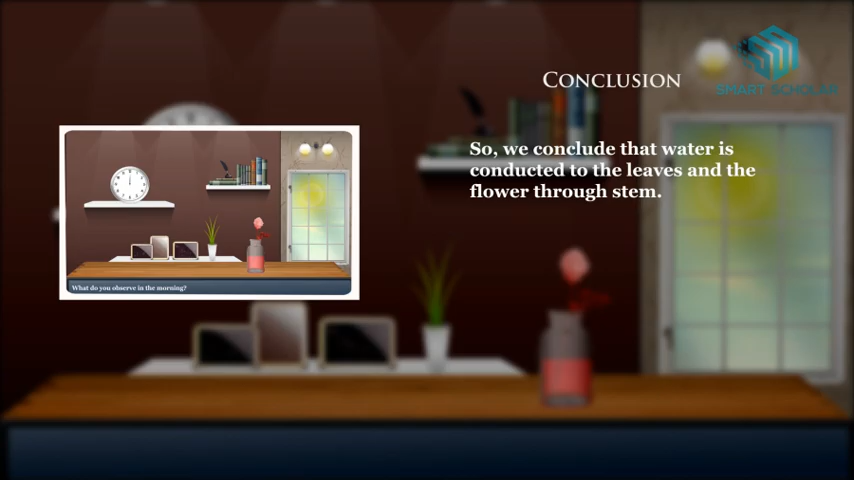 CONCLUSION
SMART SCHOLAR
So, we conclude that water is
conducted to the leaves and the
flower through stem.
What do you observe in the morning?